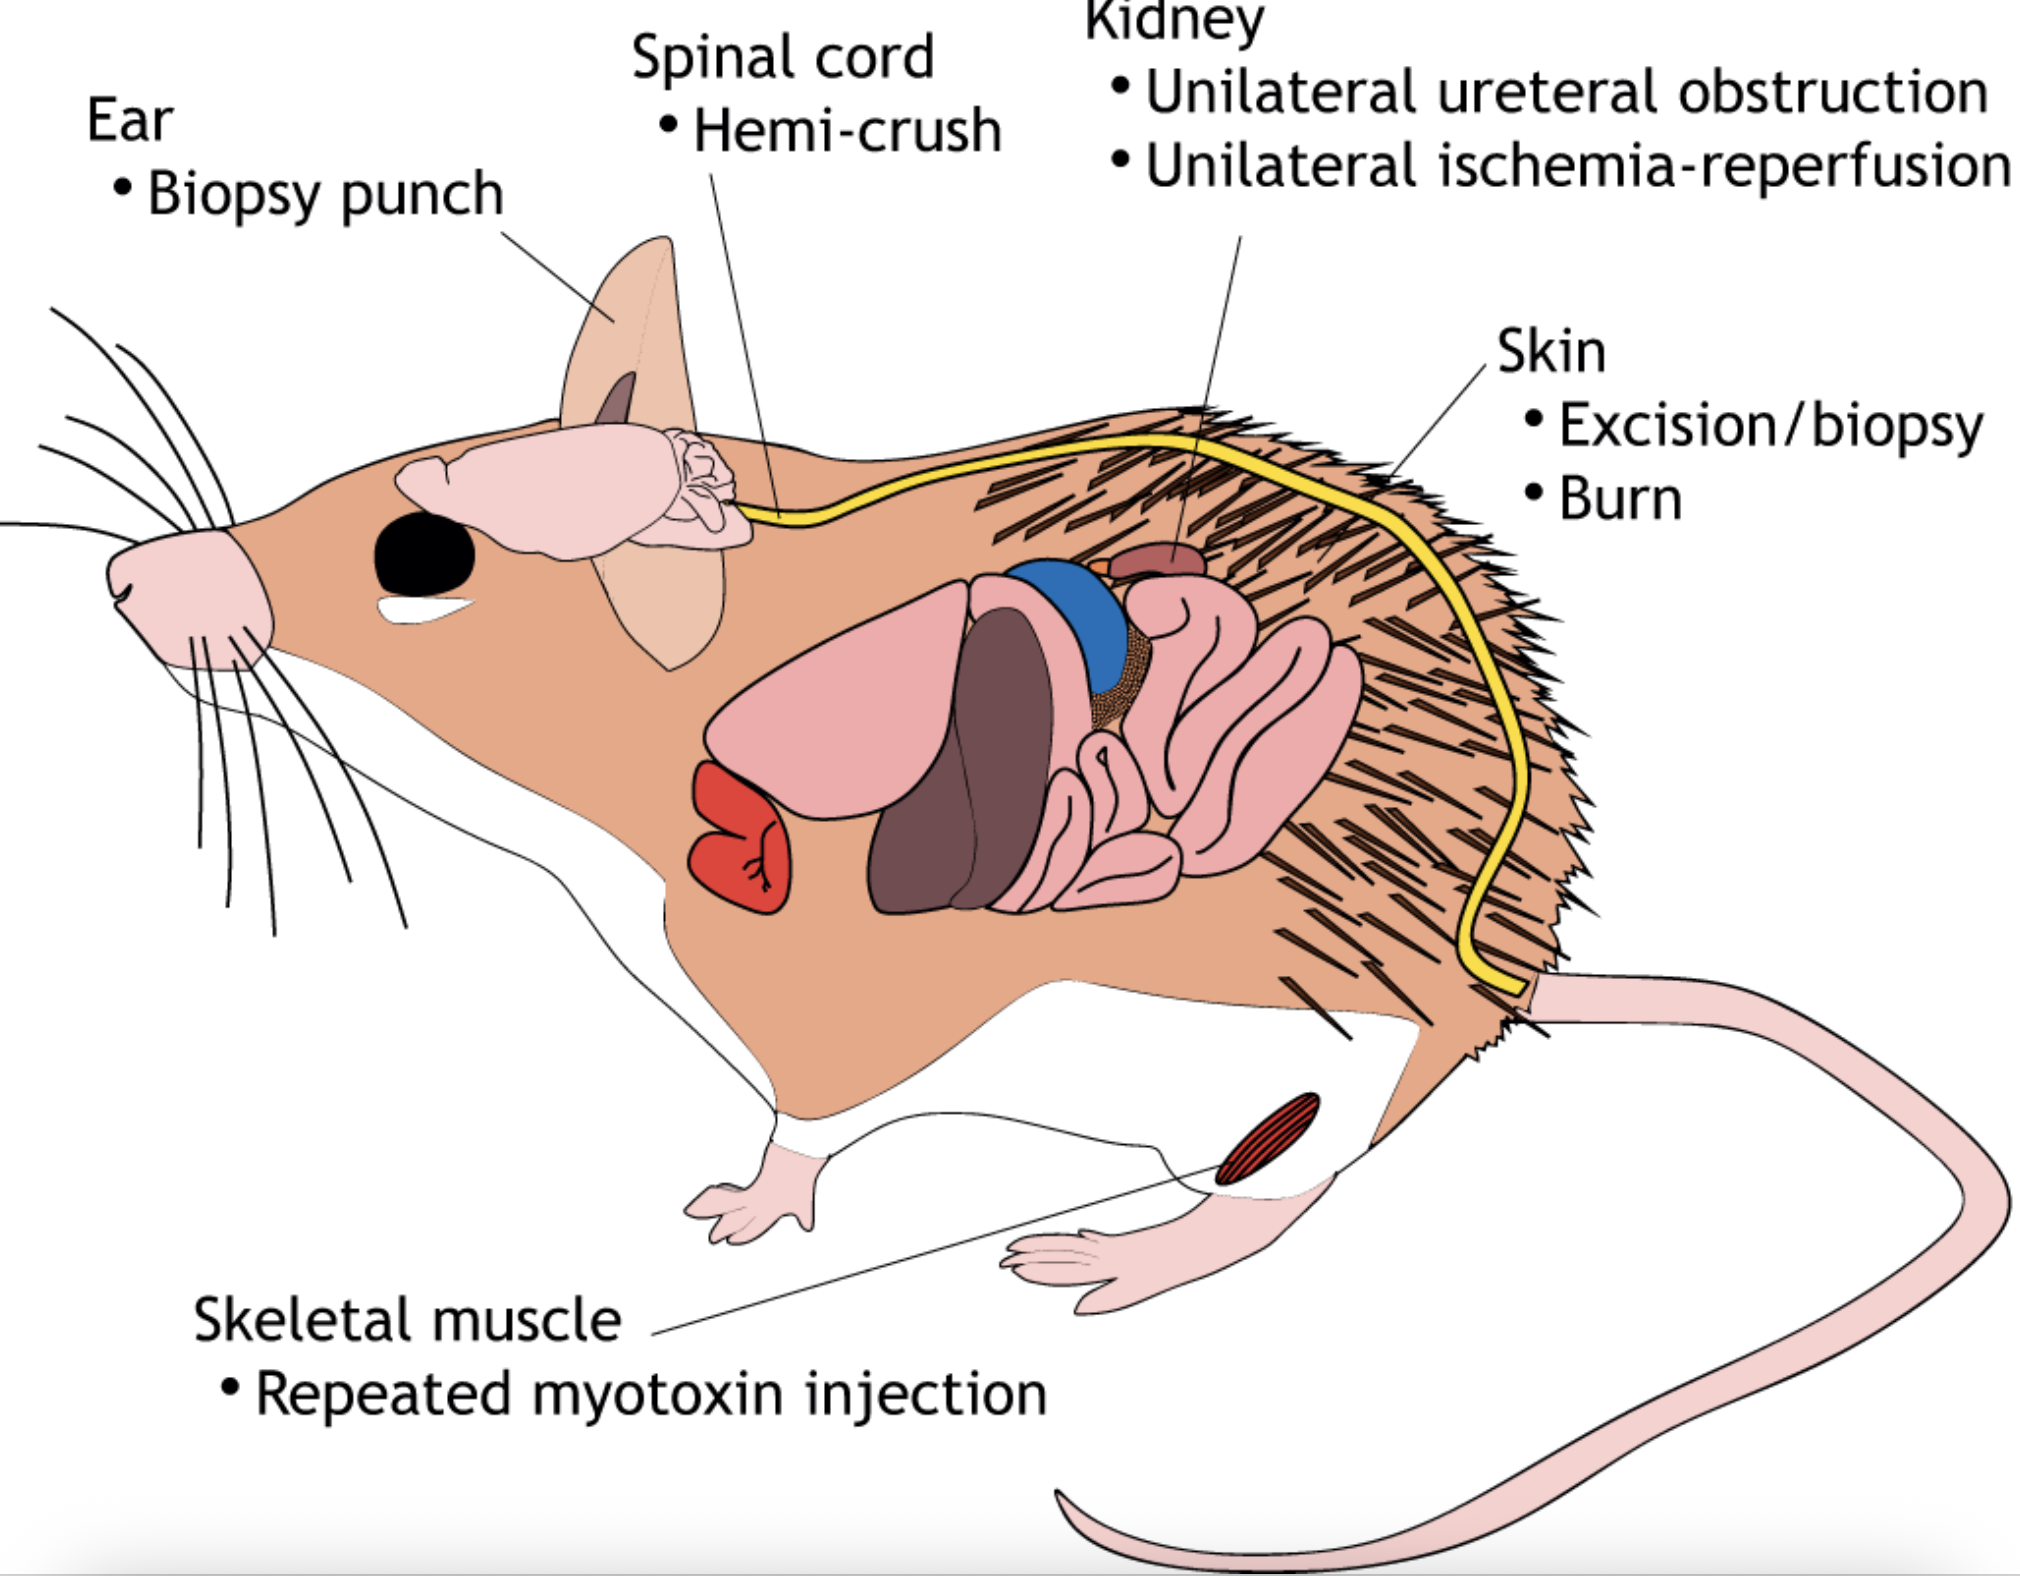 Ear
• Biopsy punch
Spinal cord
• Hemi-crush
Kidney
• Unilateral ureteral obstruction
• Unilateral ischemia-reperfusion
Skin
• Excision/biopsy
• Burn
Skeletal muscle
• Repeated myotoxin injection